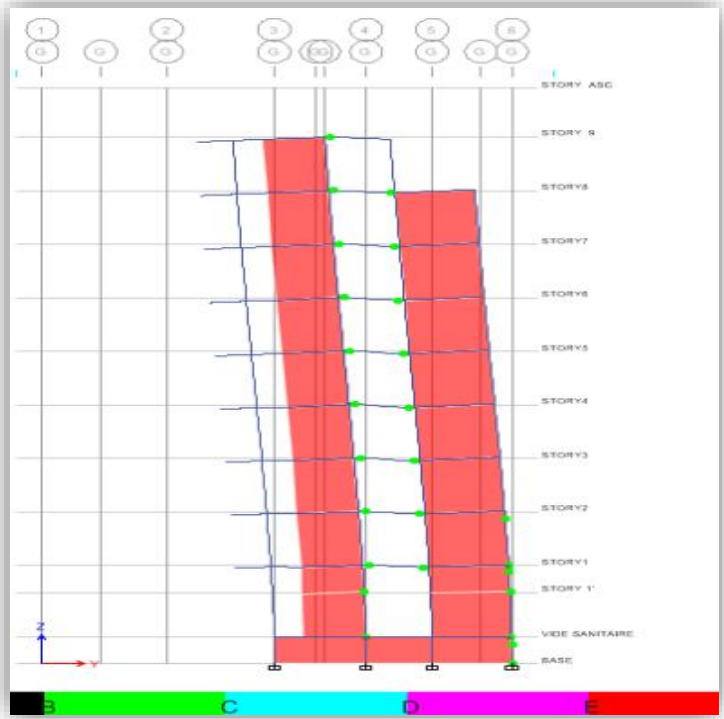 1 2 3 4 5 6
G G G G G G G G G
STORY ASC
STORY 9
STORY8
STORY7
STORY6
STORY5
STORY4
STORY3
STORY2
STORY1
STORY 1'
VIDE SANITAIRE
BASE
Z
Y
B C D E